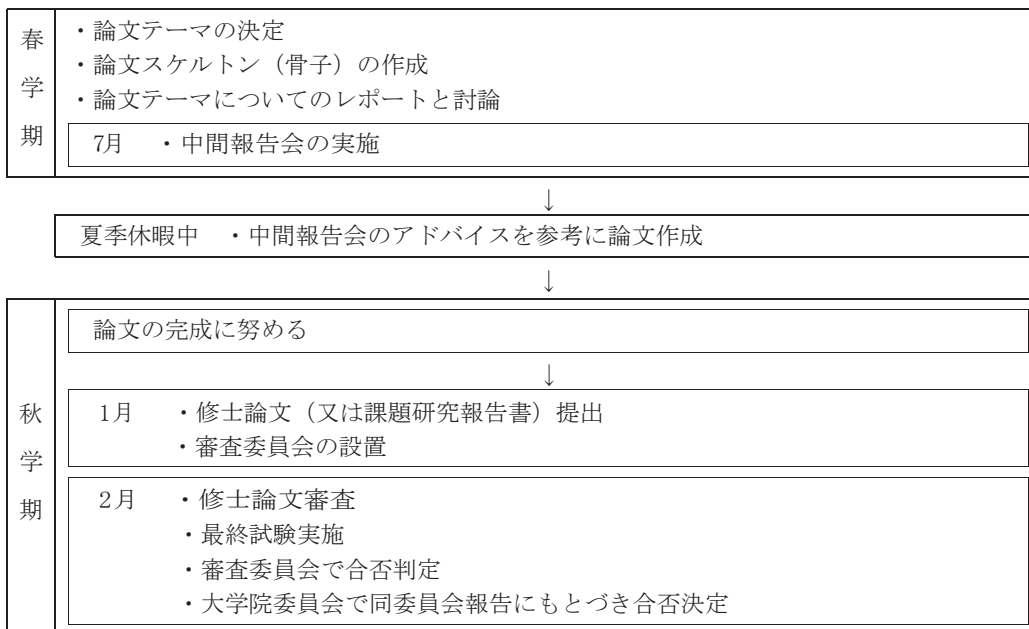 春学期
・論文テーマの決定
・論文スケルトン（骨子）の作成
・論文テーマについてのレポートと討論
7月　・中間報告会の実施
↓
夏季休暇中　・中間報告会のアドバイスを参考に論文作成
↓
秋学期
論文の完成に努める
↓
1月　・修士論文（又は課題研究報告書）提出
・審査委員会の設置
2月　・修士論文審査
・最終試験実施
・審査委員会で合否判定
・大学院委員会で同委員会報告にもとづき合否決定